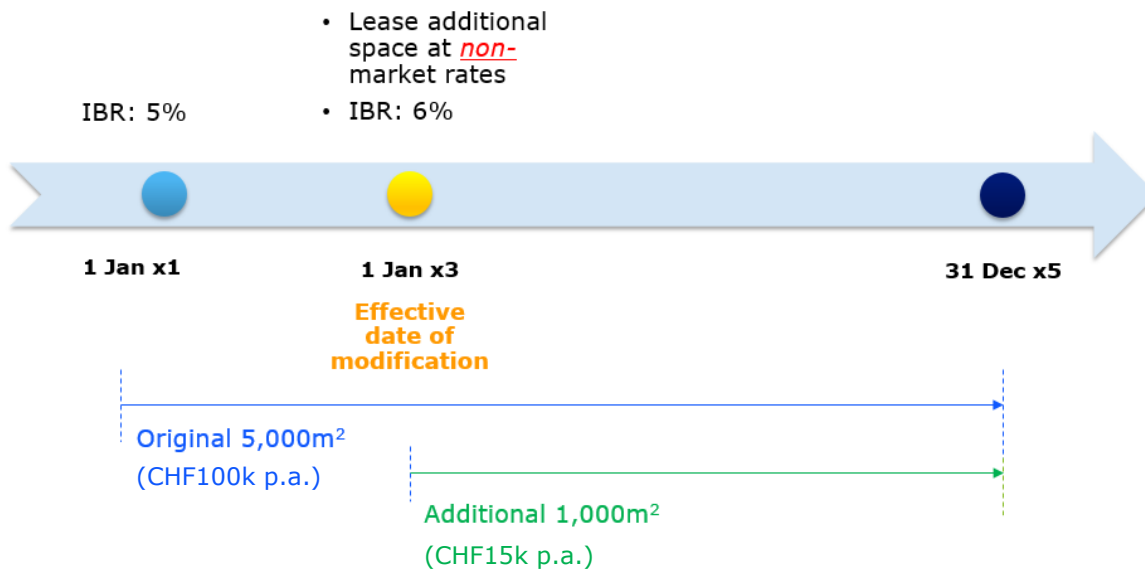 • Lease additional
space at non-
market rates
IBR: 5%
• IBR: 6%
1 Jan x1
1 Jan x3
31 Dec x5
Effective
date of
modification
Original 5,000m²
(CHF100k p.a.)
Additional 1,000m²
(CHF15k p.a.)